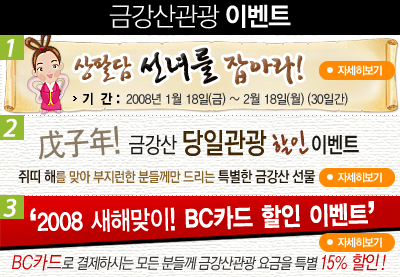 금강산관광 이벤트
1
상팔담 선녀를 잡아라!
자세히보기
> 기 간 : 2008년 1월 18일(금) ~ 2월 18일(월) (30일간)
2
戊子年! 금강산 당일관광 할인 이벤트
쥐띠 해를 맞아 부지런한 분들께만 드리는 특별한 금강산 선물
자세히보기
3
‘2008 새해맞이! BC카드 할인 이벤트’
자세히보기
BC카드로 결제하시는 모든 분들께 금강산관광 요금을 특별 15% 할인!